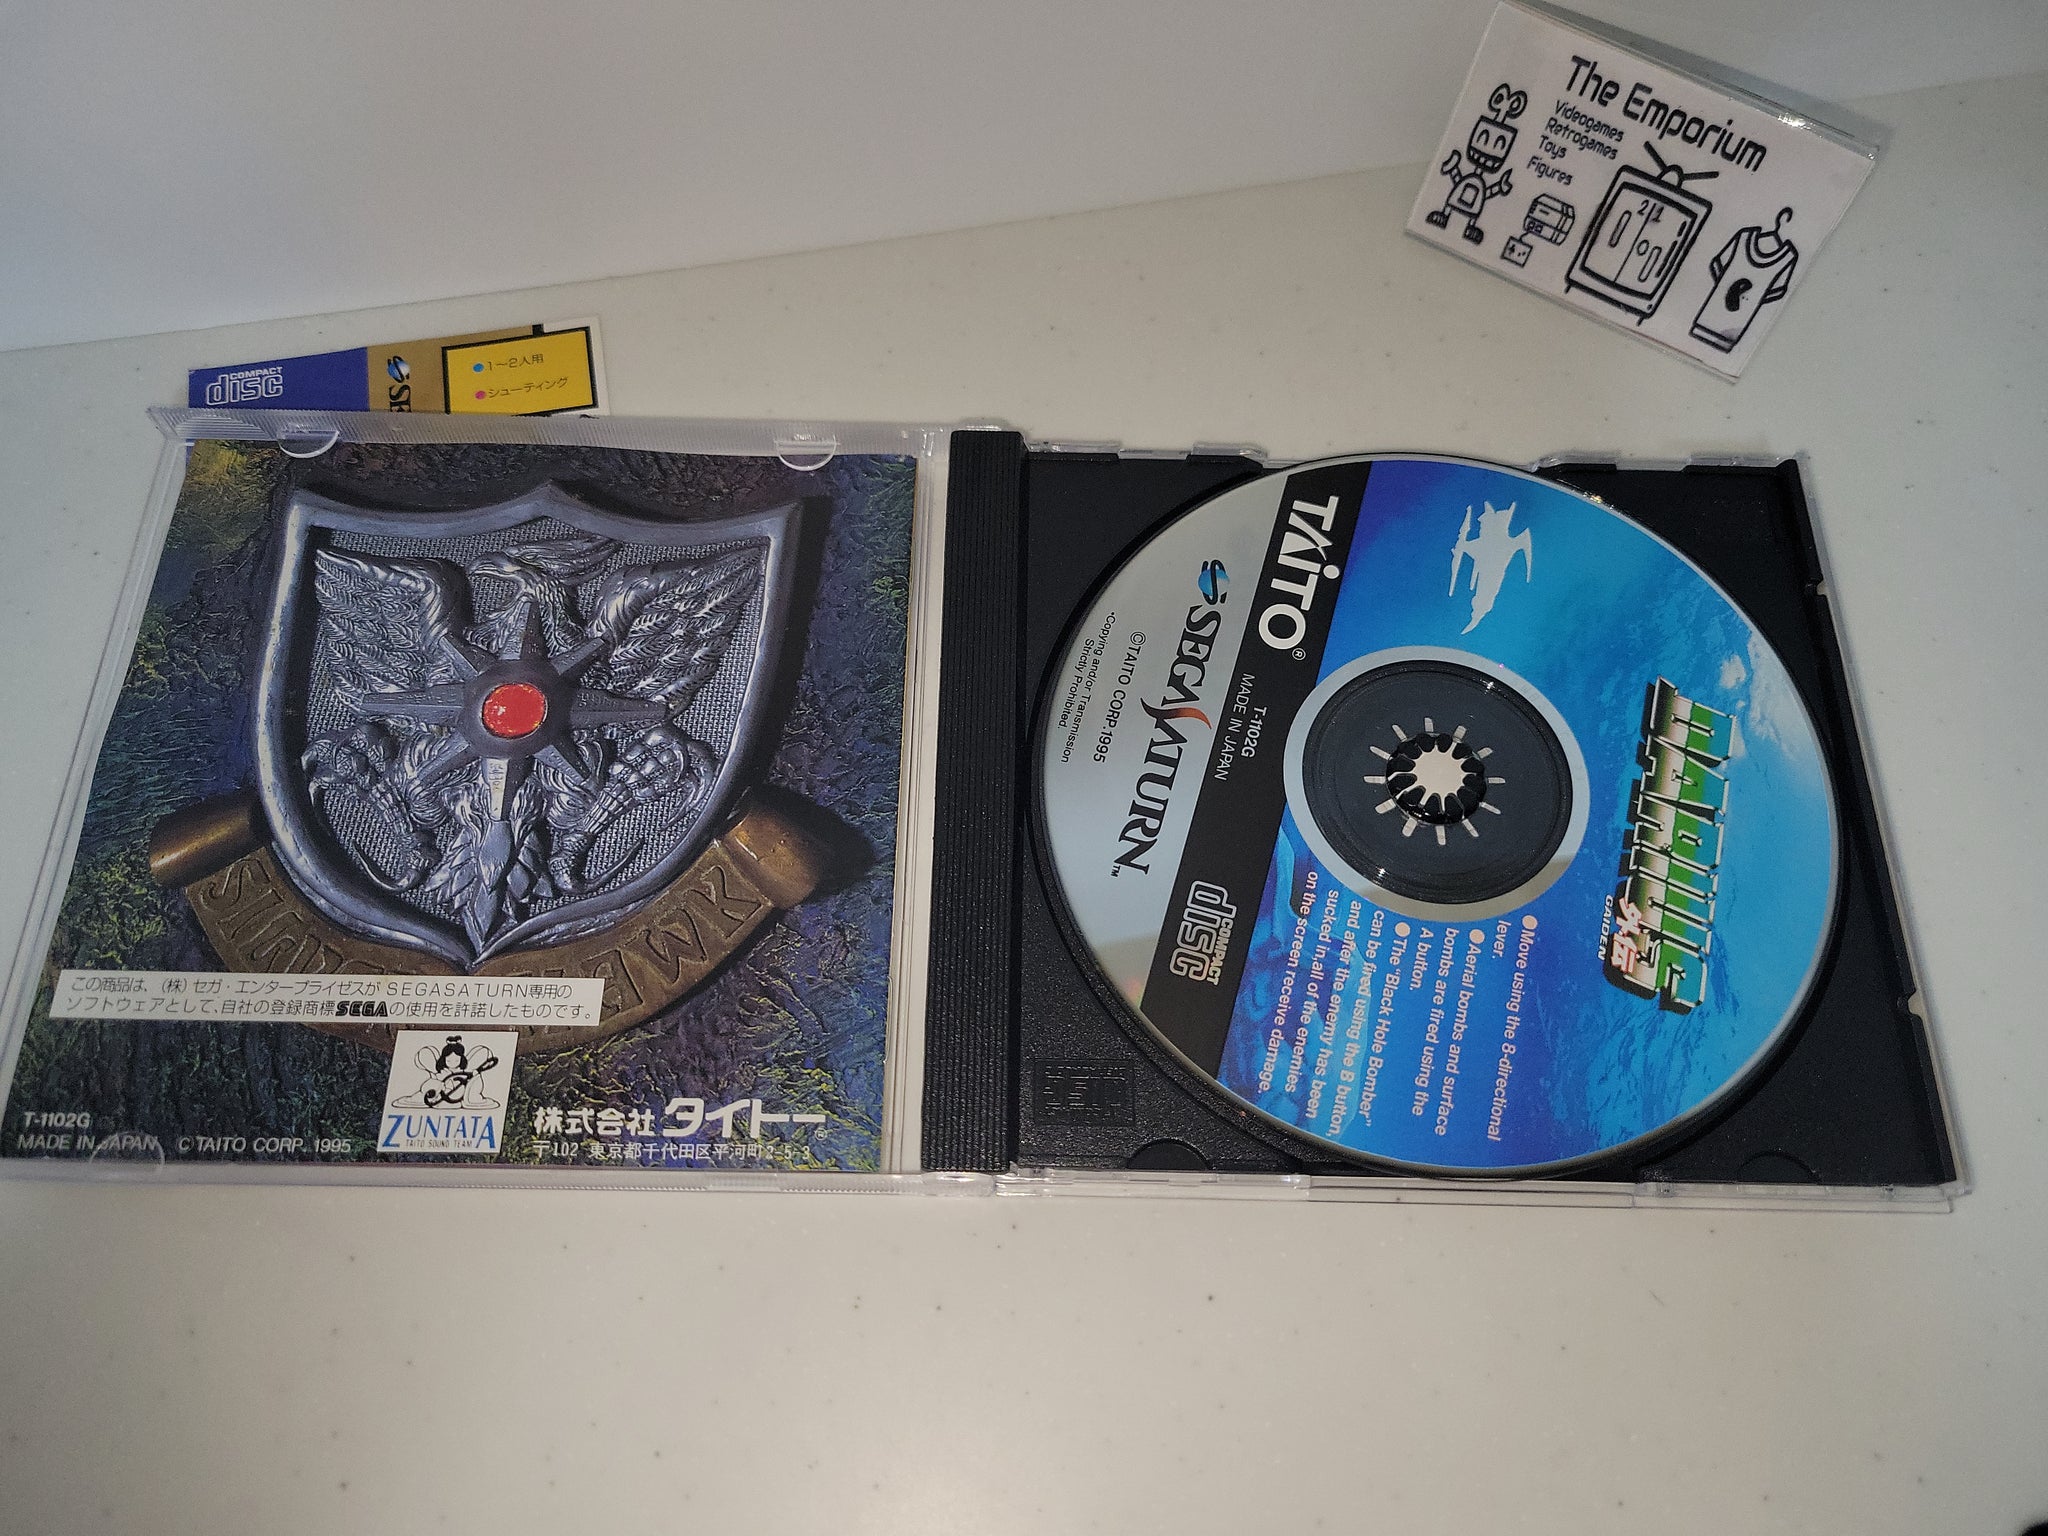 The Emporium
Videogames
Retrogames
Toys
Figures
21
COMPACT
disc
SE
●1～2人用
●シューティング
SILVER HAWK
この商品は、(株)セガ・エンタープライゼスが SEGASATURN専用の
ソフトウェアとして、自社の登録商標SEGAの使用を許諾したものです。
T-1102G
MADE IN JAPAN © TAITO CORP. 1995
ZUNTATA
TAITO SOUND TEAM
株式会社 タイトー®
〒102 東京都千代田区平河町2-5-3
DARIUS
外伝
GAIDEN
●Move using the 8-directional
lever.
●Aerial bombs and surface
bombs are fired using the
A button.
●The "Black Hole Bomber"
can be fired using the B button,
and after the enemy has been
sucked in,all of the enemies
on the screen receive damage.
TAITO®
T-1102G
MADE IN JAPAN
COMPACT
disc
SEGA SATURN™
©TAITO CORP.1995
•Copying and/or Transmission
Strictly Prohibited.